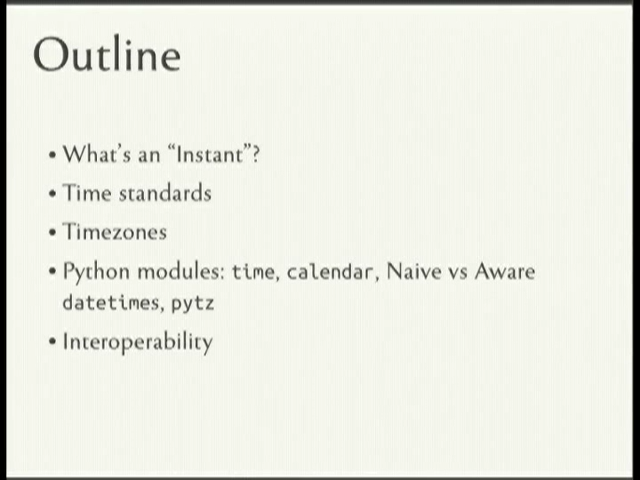 Outline
• What's an “Instant”?
• Time standards
• Timezones
• Python modules: time, calendar, Naive vs Aware
datetimes, pytz
• Interoperability